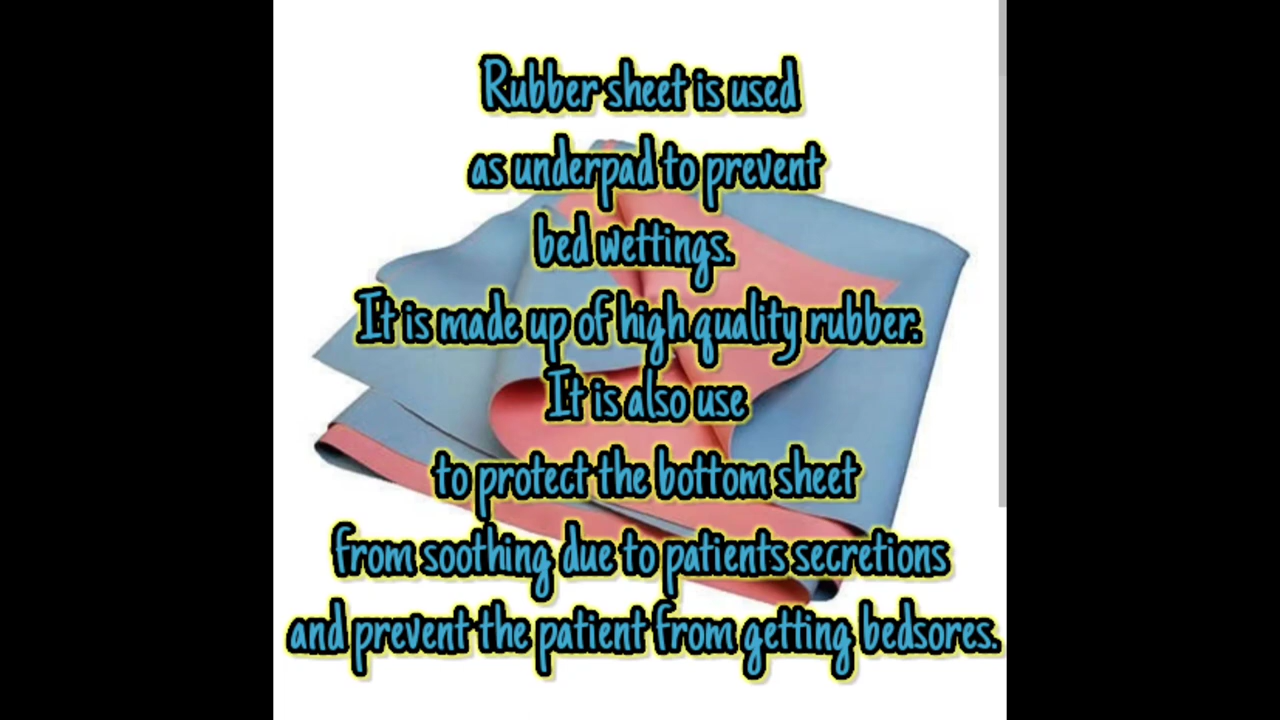 Rubber sheet is used
as underpad to prevent
bed wettings.
It is made up of high quality rubber.
It is also use
to protect the bottom sheet
from soothing due to patients secretions
and prevent the patient from getting bedsores.